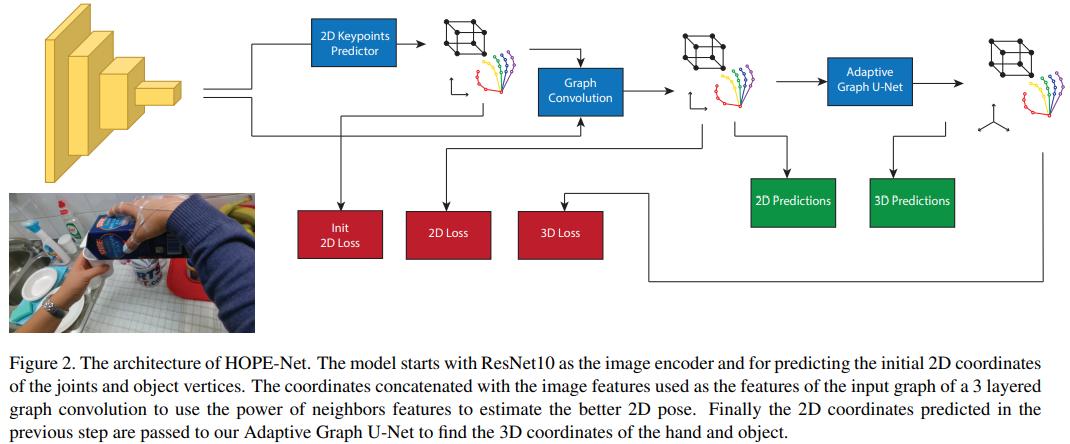 2D Keypoints
Predictor
Graph
Convolution
Adaptive
Graph U-Net
Init
2D Loss
2D Loss
3D Loss
2D Predictions
3D Predictions
Figure 2. The architecture of HOPE-Net. The model starts with ResNet10 as the image encoder and for predicting the initial 2D coordinates
of the joints and object vertices. The coordinates concatenated with the image features used as the features of the input graph of a 3 layered
graph convolution to use the power of neighbors features to estimate the better 2D pose. Finally the 2D coordinates predicted in the
previous step are passed to our Adaptive Graph U-Net to find the 3D coordinates of the hand and object.